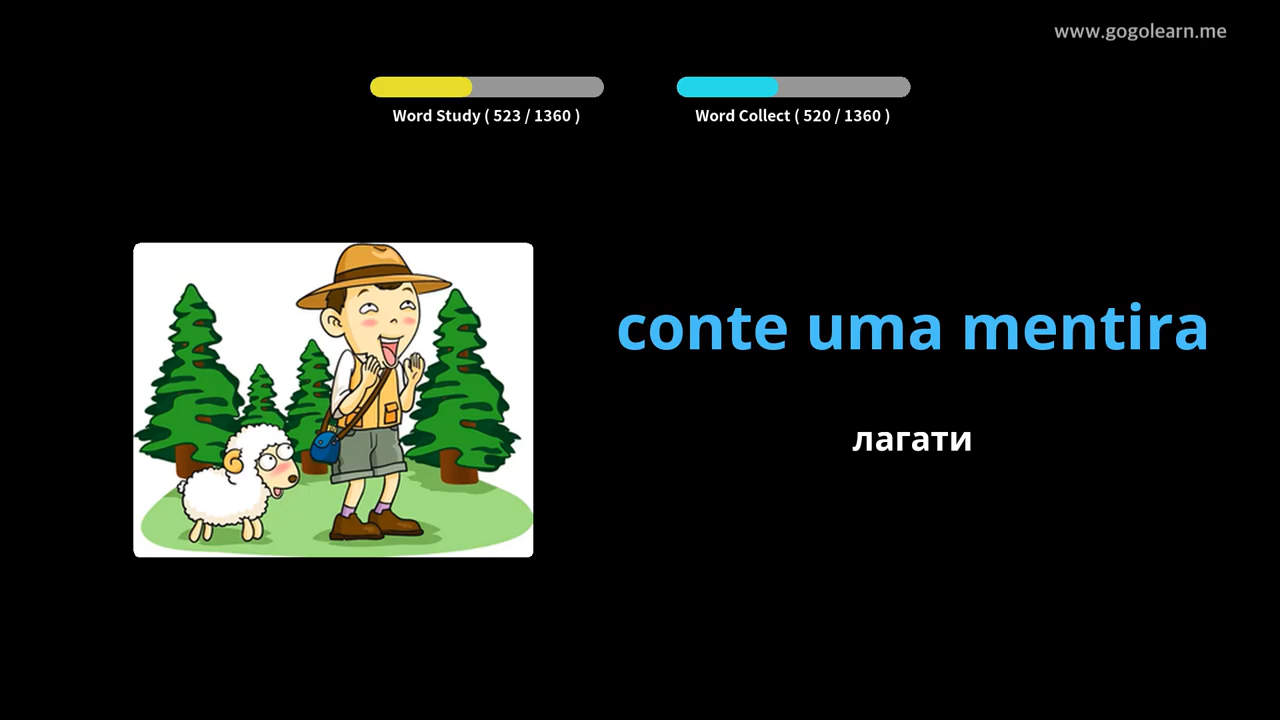 www.gogolearn.me
Word Study ( 523 / 1360 )
Word Collect ( 520 / 1360 )
conte uma mentira
лагати